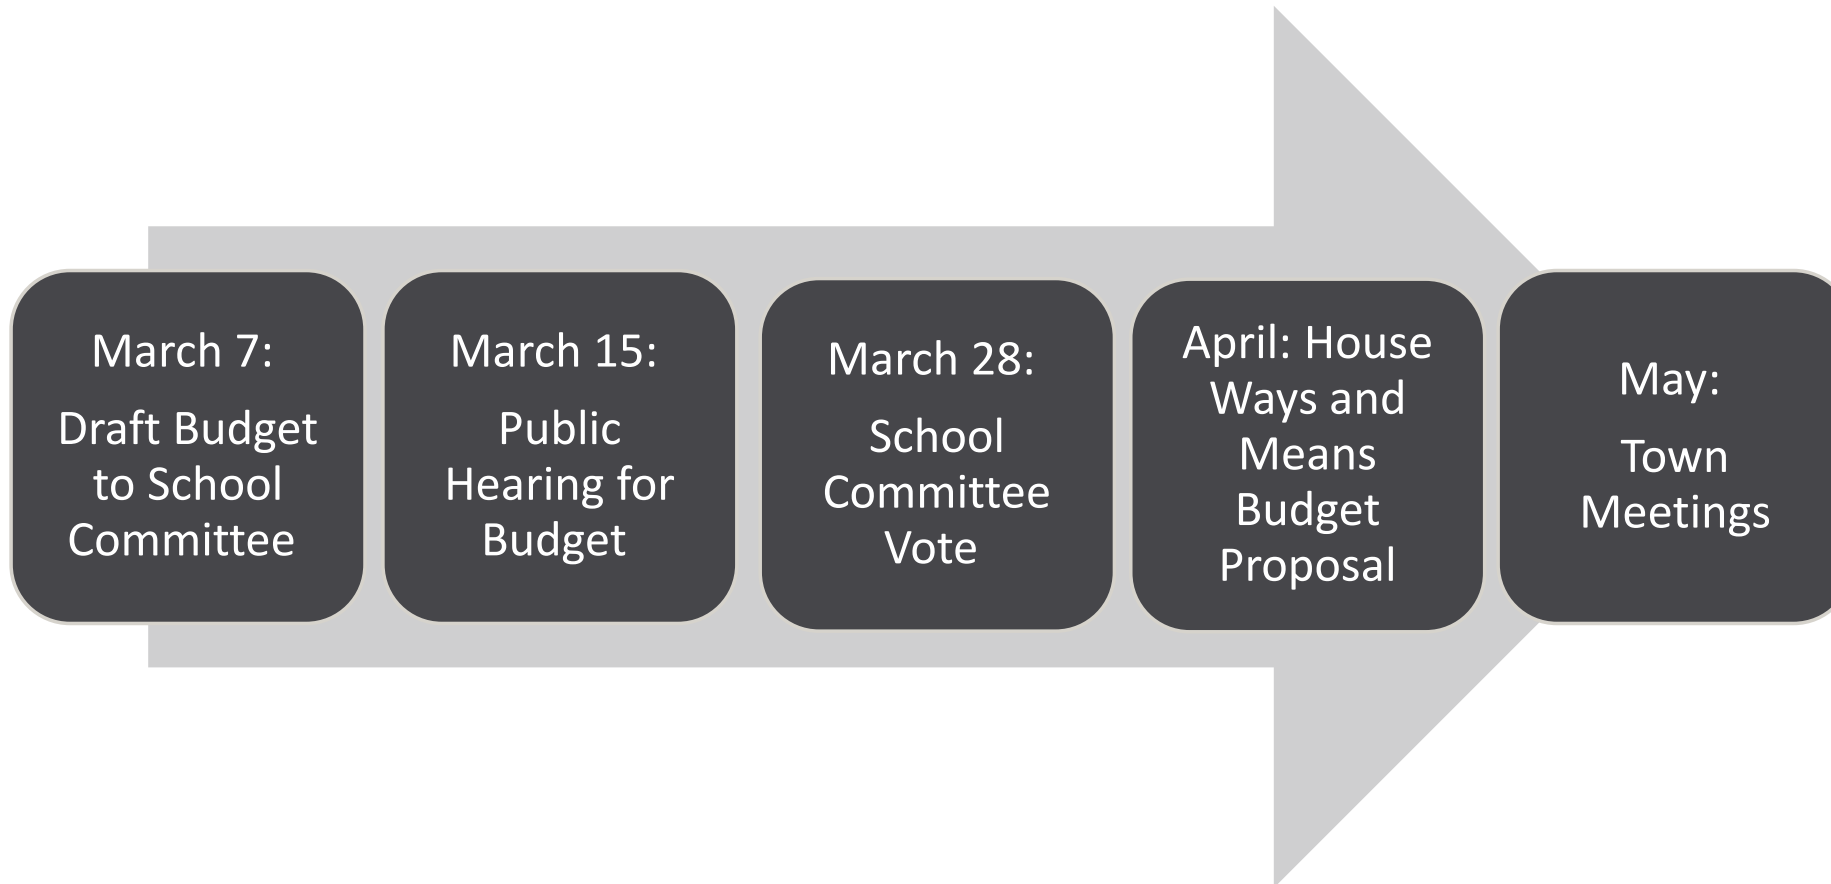 March 7:
Draft Budget
to School
Committee
March 15:
Public
Hearing for
Budget
March 28:
School
Committee
Vote
April: House
Ways and
Means
Budget
Proposal
May:
Town
Meetings